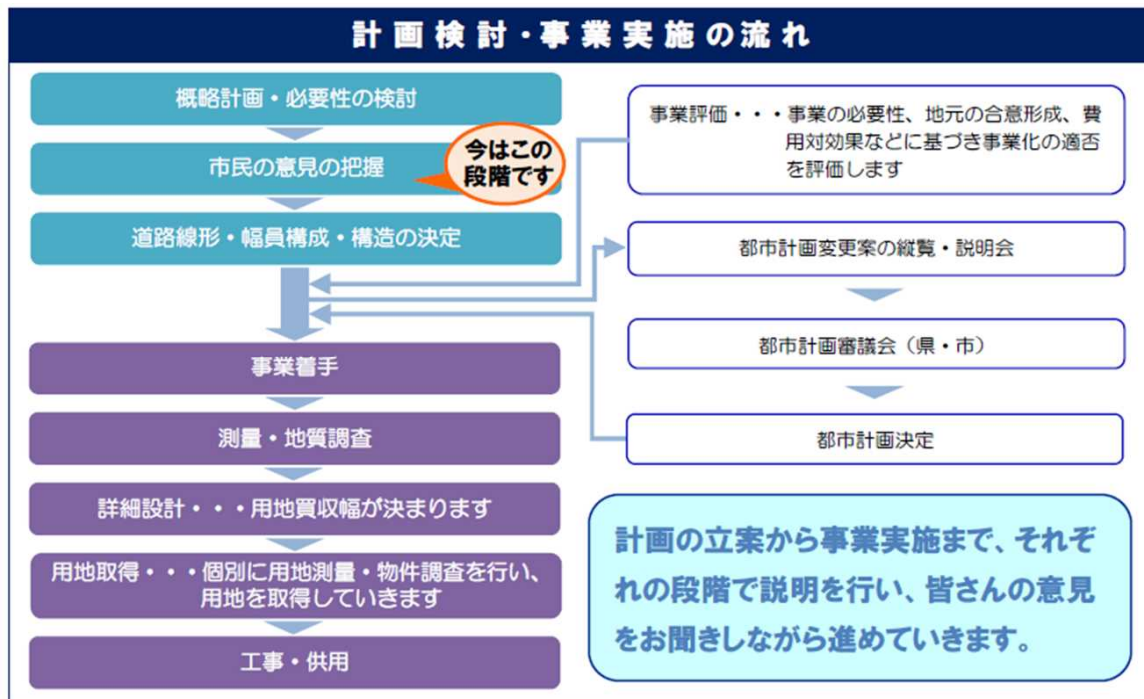 計画検討・事業実施の流れ
概略計画・必要性の検討
市民の意見の把握
今はこの
段階です
道路線形・幅員構成・構造の決定
事業着手
測量・地質調査
詳細設計・・・用地買収幅が決まります
用地取得・・・個別に用地測量・物件調査を行い、
用地を取得していきます
工事・供用
事業評価・・・事業の必要性、地元の合意形成、費
用対効果などに基づき事業化の適否
を評価します
都市計画変更案の縦覧・説明会
都市計画審議会（県・市）
都市計画決定
計画の立案から事業実施まで、それぞ
れの段階で説明を行い、皆さんの意見
をお聞きしながら進めていきます。